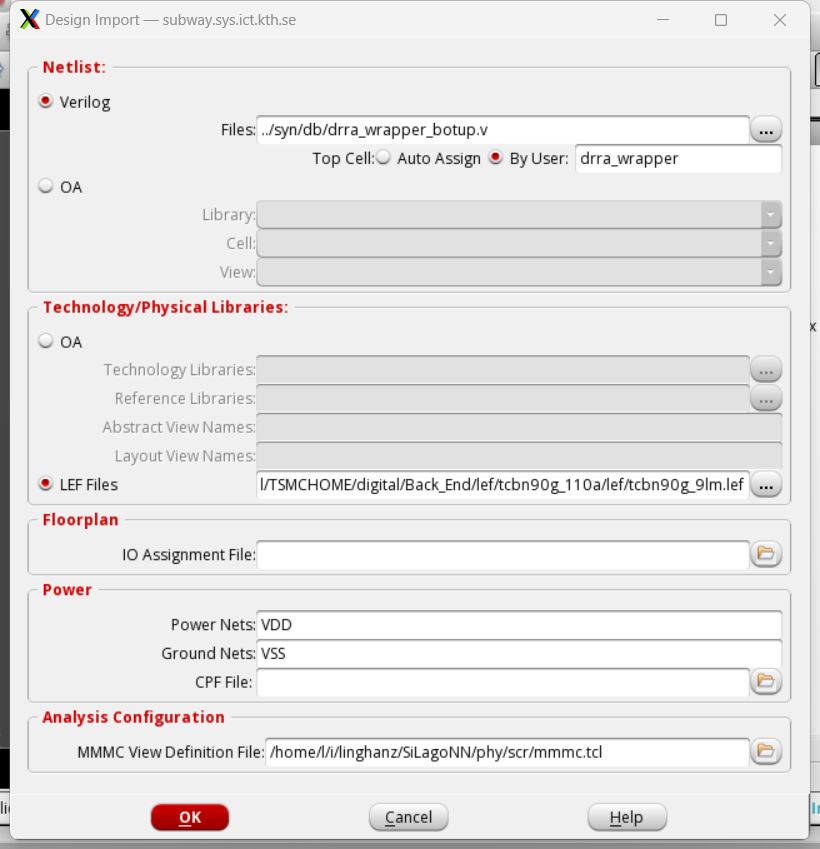 Design Import — subway.sys.ict.kth.se
Netlist:
Verilog
Files: ../syn/db/drra_wrapper_botup.v ...
Top Cell: Auto Assign By User: drra_wrapper
OA
Library:
Cell:
View:
Technology/Physical Libraries:
OA
Technology Libraries: ...
Reference Libraries: ...
Abstract View Names:
Layout View Names:
LEF Files l/TSMCHOME/digital/Back_End/lef/tcbn90g_110a/lef/tcbn90g_9lm.lef ...
Floorplan
IO Assignment File:
Power
Power Nets: VDD
Ground Nets: VSS
CPF File:
Analysis Configuration
MMMC View Definition File: /home/l/i/linghanz/SiLagoNN/phy/scr/mmmc.tcl
OK Cancel Help